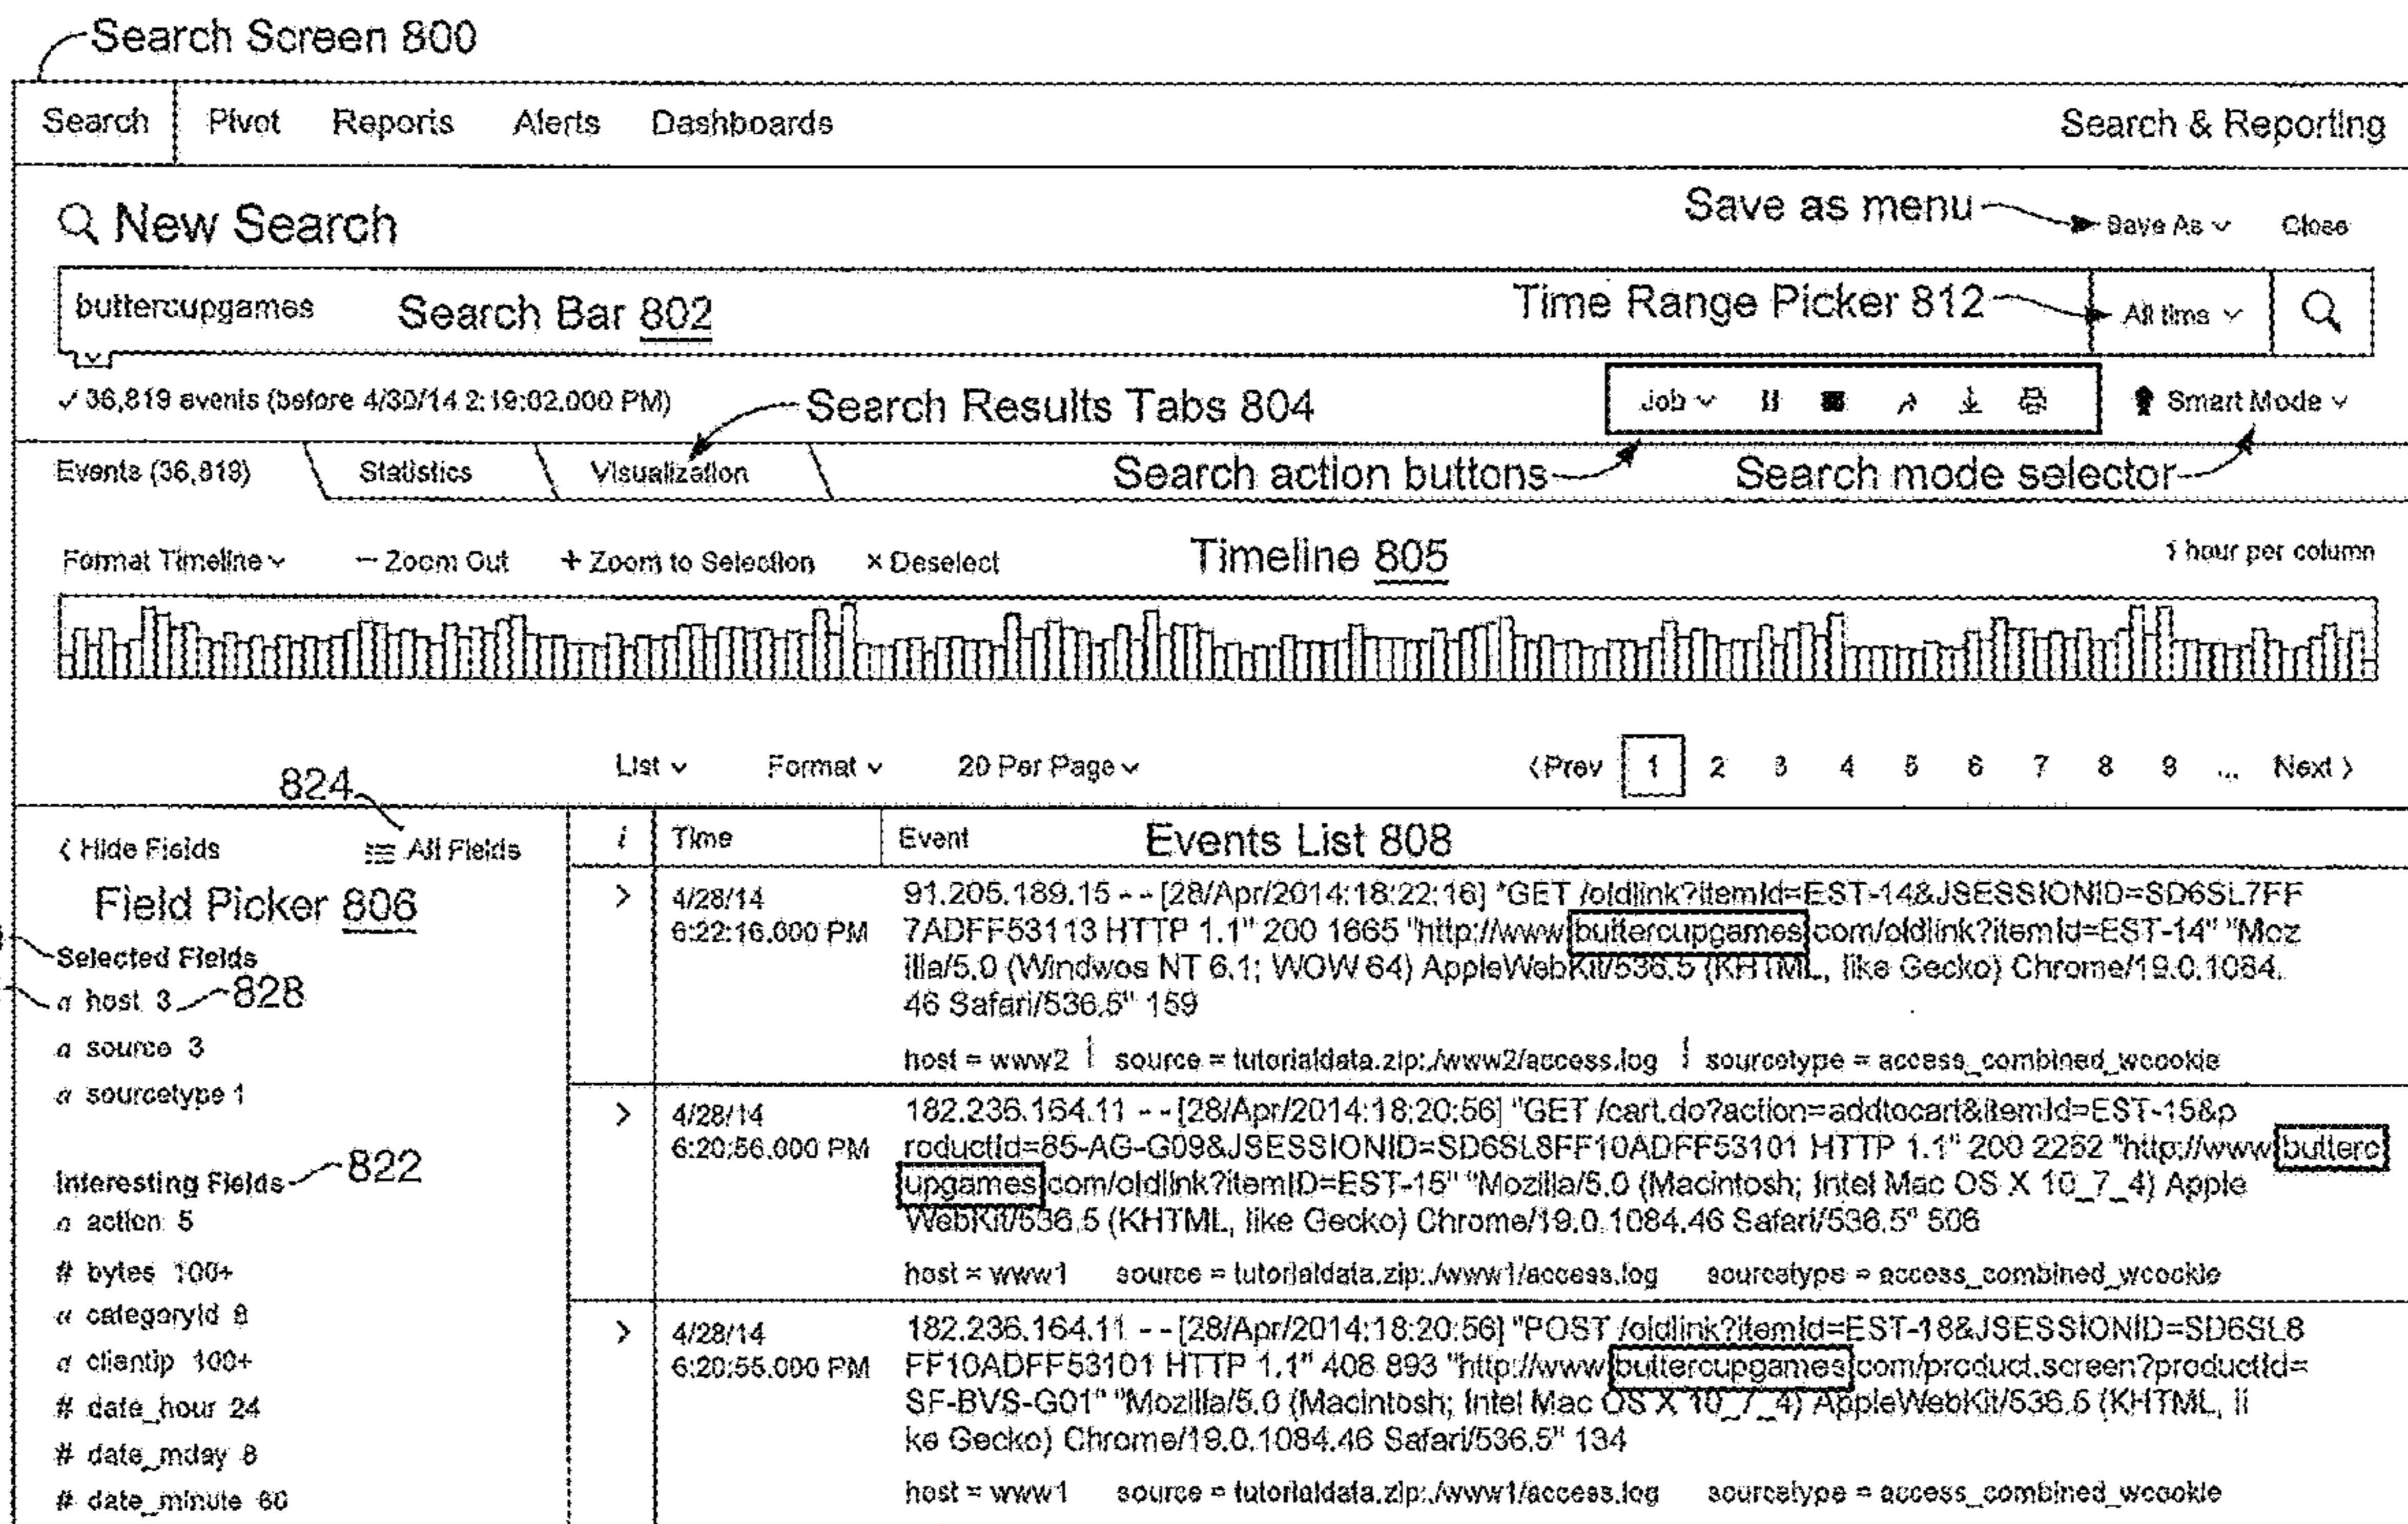 Search Screen 800
Search Pivot Reports Alerts Dashboards Search & Reporting
New Search Save as menu Save As Close
buttercupgames Search Bar 802 Time Range Picker 812 All time
✓ 36,819 events (before 4/30/14 2:19:02.000 PM) Search Results Tabs 804 Job Smart Mode
Events (36,819) Statistics Visualization Search action buttons Search mode selector
Format Timeline – Zoom Out + Zoom to Selection × Deselect Timeline 805 1 hour per column
List Format 20 Per Page < Prev 1 2 3 4 5 6 7 8 9 ... Next >
824
< Hide Fields All Fields
Field Picker 806
Selected Fields
a host 3 828
a source 3
a sourcetype 1
Interesting Fields 822
a action 5
# bytes 100+
a categoryId 8
a clientip 100+
# date_hour 24
# date_mday 8
# date_minute 60
i Time Event Events List 808
> 4/28/14
6:22:16.000 PM
91.205.189.15 - - [28/Apr/2014:18:22:16] "GET /oldlink?itemId=EST-14&JSESSIONID=SD6SL7FF
7ADFF53113 HTTP 1.1" 200 1665 "http://www.buttercupgames.com/oldlink?itemId=EST-14" "Moz
illa/5.0 (Windwos NT 6.1; WOW 64) AppleWebKit/536.5 (KHTML, like Gecko) Chrome/19.0.1084.
46 Safari/536.5" 159
host = www2 source = tutorialdata.zip:./www2/access.log sourcetype = access_combined_wcookie
> 4/28/14
6:20:56.000 PM
182.236.164.11 - - [28/Apr/2014:18:20:56] "GET /cart.do?action=addtocart&itemId=EST-15&p
roductId=85-AG-G09&JSESSIONID=SD6SL8FF10ADFF53101 HTTP 1.1" 200 2252 "http://www.butterc
upgames.com/oldlink?itemID=EST-15" "Mozilla/5.0 (Macintosh; Intel Mac OS X 10_7_4) Apple
WebKit/536.5 (KHTML, like Gecko) Chrome/19.0.1084.46 Safari/536.5" 506
host = www1 source = tutorialdata.zip:./www1/access.log sourcetype = access_combined_wcookie
> 4/28/14
6:20:55.000 PM
182.236.164.11 - - [28/Apr/2014:18:20:56] "POST /oldlink?itemId=EST-18&JSESSIONID=SD6SL8
FF10ADFF53101 HTTP 1.1" 408 893 "http://www.buttercupgames.com/product.screen?productId=
SF-BVS-G01" "Mozilla/5.0 (Macintosh; Intel Mac OS X 10_7_4) AppleWebKit/536.5 (KHTML, li
ke Gecko) Chrome/19.0.1084.46 Safari/536.5" 134
host = www1 source = tutorialdata.zip:./www1/access.log sourcetype = access_combined_wcookie